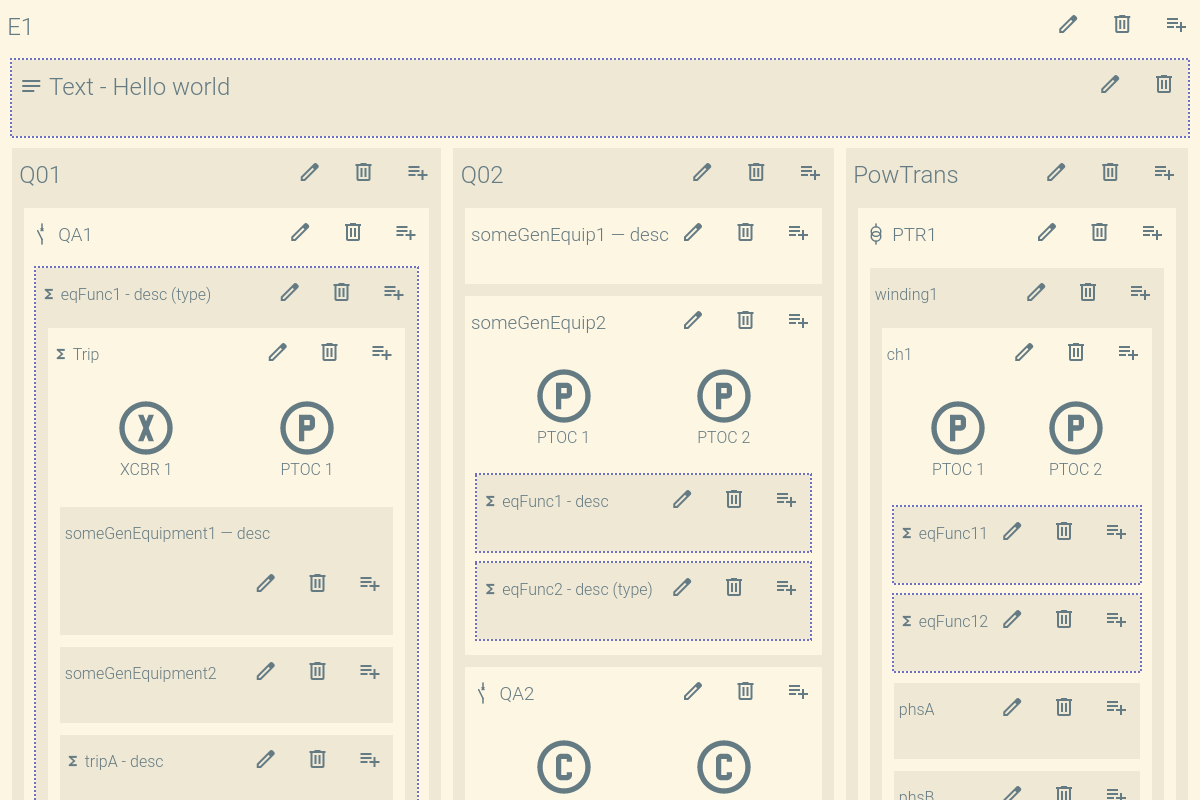 E1
Text - Hello world
Q01
QA1
Σ eqFunc1 - desc (type)
Σ Trip
X
P
XCBR 1
PTOC 1
someGenEquipment1 — desc
someGenEquipment2
Σ tripA - desc
Q02
someGenEquip1 — desc
someGenEquip2
P
P
PTOC 1
PTOC 2
Σ eqFunc1 - desc
Σ eqFunc2 - desc (type)
QA2
C
C
PowTrans
PTR1
winding1
ch1
P
P
PTOC 1
PTOC 2
Σ eqFunc11
Σ eqFunc12
phsA
phsB